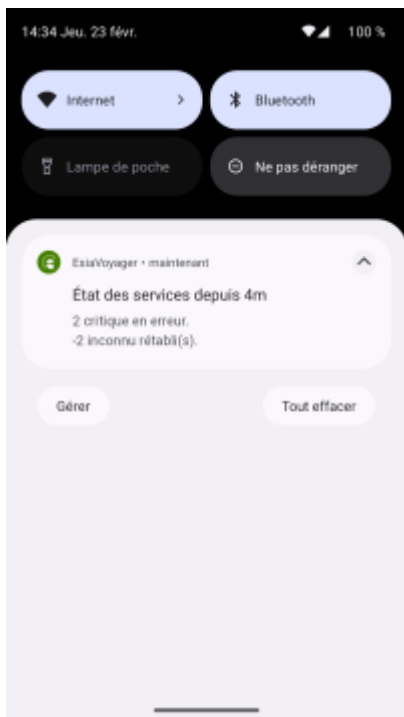 14:34 Jeu. 23 févr.
100 %
Internet
Bluetooth
Lampe de poche
Ne pas déranger
EsiaVoyager • maintenant
État des services depuis 4m
2 critique en erreur.
-2 inconnu rétabli(s).
Gérer
Tout effacer